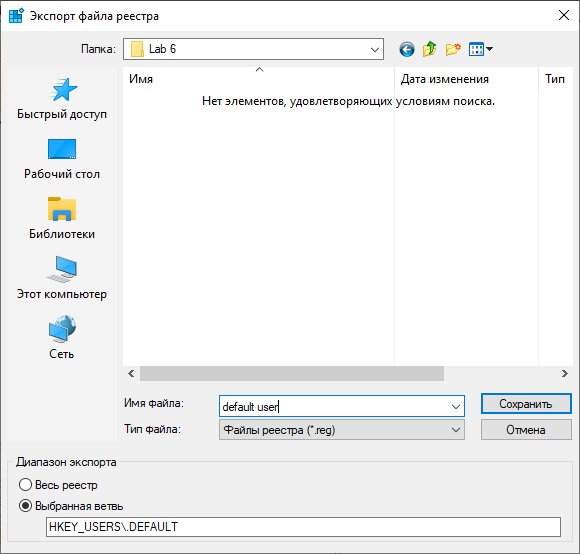 Экспорт файла реестра
Папка: Lab 6
Имя Дата изменения Тип
Нет элементов, удовлетворяющих условиям поиска.
Быстрый доступ
Рабочий стол
Библиотеки
Этот компьютер
Сеть
Имя файла: default user Сохранить
Тип файла: Файлы реестра (*.reg) Отмена
Диапазон экспорта
Весь реестр
Выбранная ветвь
HKEY_USERS\.DEFAULT